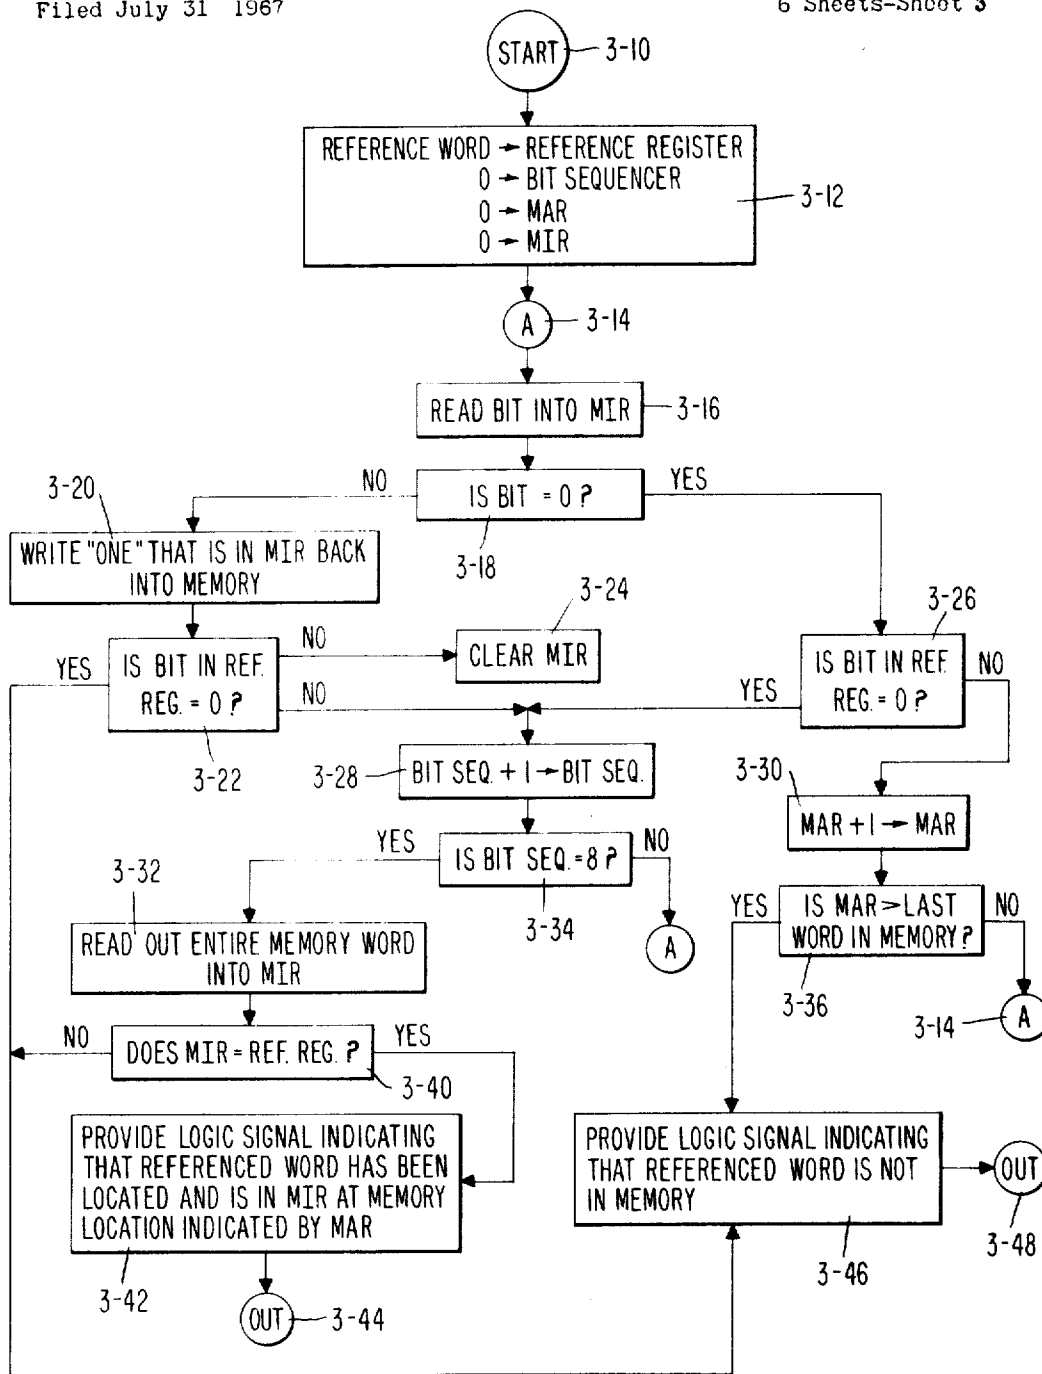 Filed July 31 1967
6 Sheets-Sheet 3
START
3-10
REFERENCE WORD → REFERENCE REGISTER
0 → BIT SEQUENCER
0 → MAR
0 → MIR
3-12
A
3-14
READ BIT INTO MIR
3-16
NO
IS BIT = 0 ?
YES
3-18
3-20
WRITE "ONE" THAT IS IN MIR BACK
INTO MEMORY
3-24
CLEAR MIR
3-26
YES
IS BIT IN REF.
REG. = 0 ?
NO
NO
3-22
YES
IS BIT IN REF.
REG. = 0 ?
NO
3-28
BIT SEQ. + 1 → BIT SEQ.
3-30
MAR + 1 → MAR
YES
IS BIT SEQ. = 8 ?
NO
3-34
A
3-32
READ OUT ENTIRE MEMORY WORD
INTO MIR
YES
IS MAR > LAST
WORD IN MEMORY ?
NO
3-36
3-14
A
NO
DOES MIR = REF. REG. ?
YES
3-40
PROVIDE LOGIC SIGNAL INDICATING
THAT REFERENCED WORD HAS BEEN
LOCATED AND IS IN MIR AT MEMORY
LOCATION INDICATED BY MAR
3-42
OUT
3-44
PROVIDE LOGIC SIGNAL INDICATING
THAT REFERENCED WORD IS NOT
IN MEMORY
3-46
OUT
3-48